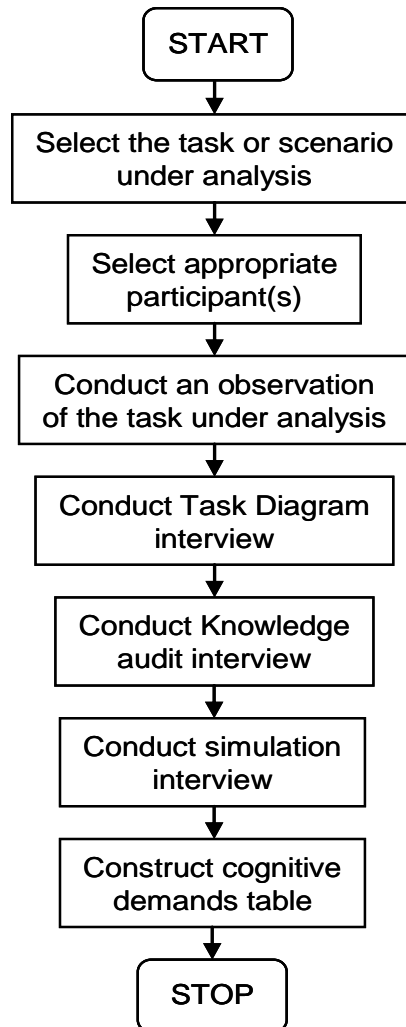 START
Select the task or scenario
under analysis
Select appropriate
participant(s)
Conduct an observation
of the task under analysis
Conduct Task Diagram
interview
Conduct Knowledge
audit interview
Conduct simulation
interview
Construct cognitive
demands table
STOP